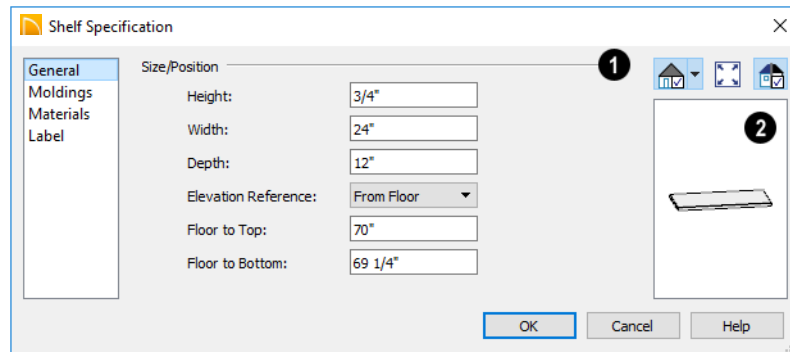 Shelf Specification
General
Moldings
Materials
Label
Size/Position
1
Height:
3/4"
Width:
24"
Depth:
12"
Elevation Reference:
From Floor
Floor to Top:
70"
Floor to Bottom:
69 1/4"
2
OK
Cancel
Help